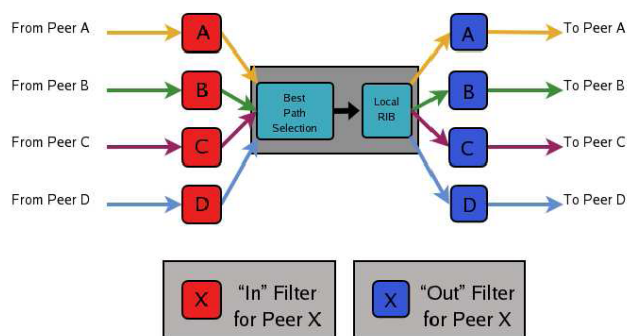 From Peer A
A
A
To Peer A
From Peer B
B
B
To Peer B
Best
Path
Selection
Local
RIB
From Peer C
C
C
To Peer C
From Peer D
D
D
To Peer D
X
"In" Filter
for Peer X
X
"Out" Filter
for Peer X